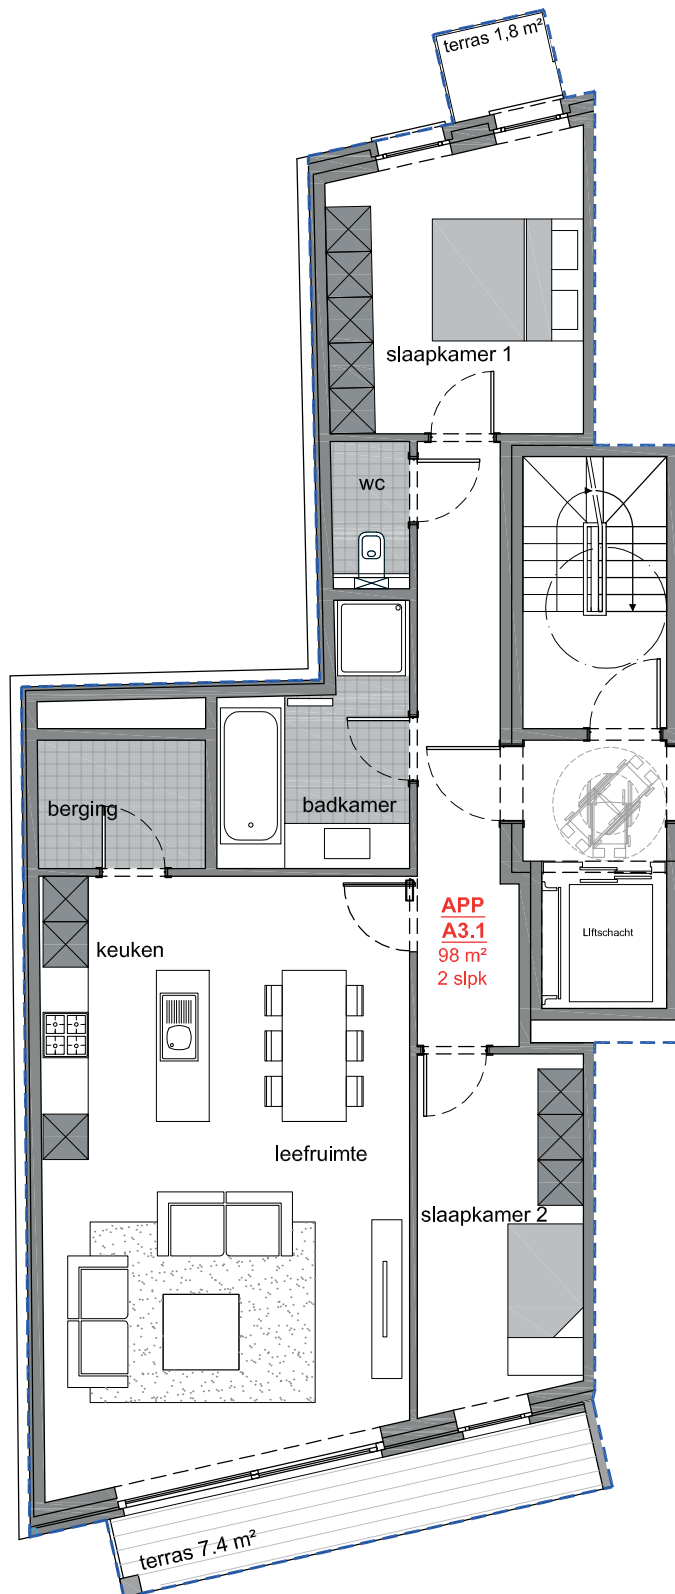 terras 1,8 m²
slaapkamer 1
wc
berging
badkamer
keuken
APP
A3.1
98 m²
2 slpk
LIftschacht
leefruimte
slaapkamer 2
terras 7.4 m²